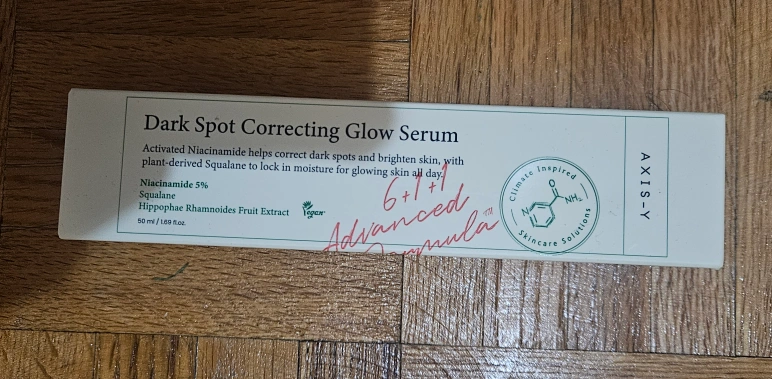 Dark Spot Correcting Glow Serum
Activated Niacinamide helps correct dark spots and brighten skin, with
plant-derived Squalane to lock in moisture for glowing skin all day.
Niacinamide 5%
Squalane
Hippophae Rhamnoides Fruit Extract
Vegan
50 ml / 1.69 fl.oz.
6+1+1
Advanced
Formula™
Climate Inspired
N
O
NH₂
Skincare Solutions
AXIS-Y